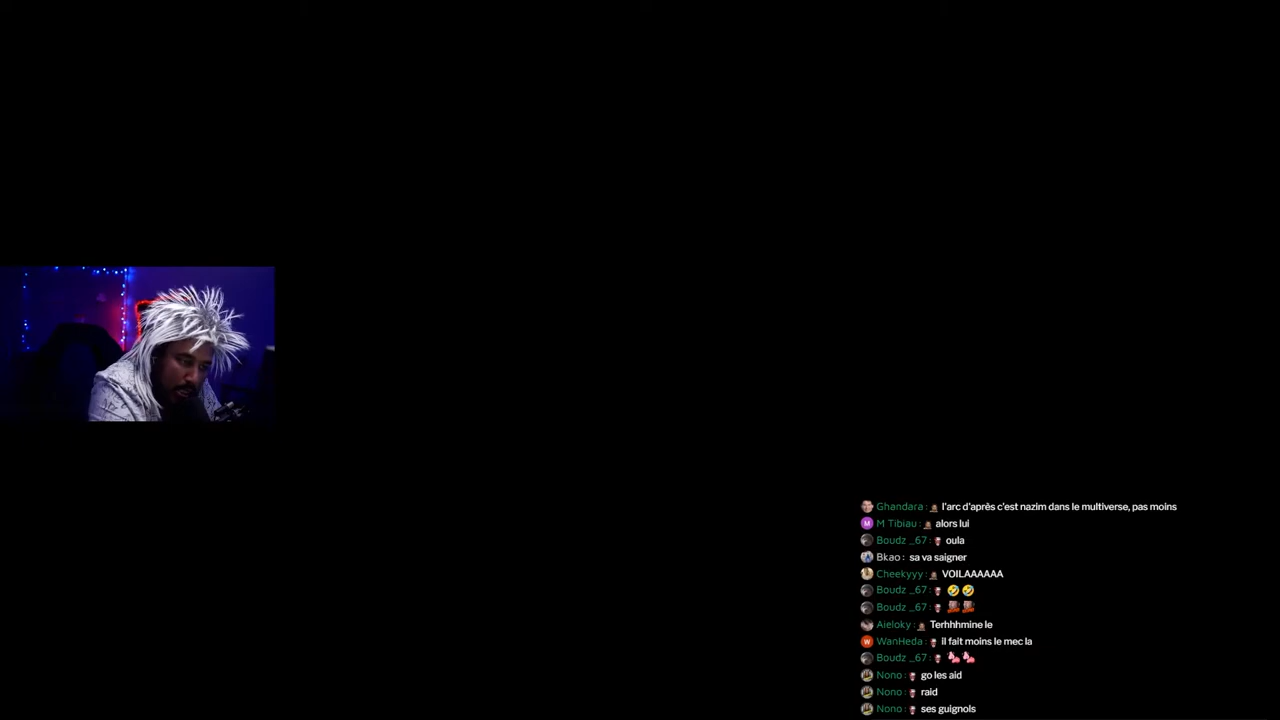 Ghandara : l'arc d'après c'est nazim dans le multiverse, pas moins
M Tibiau : alors lui
Boudz _67 : oula
Bkao : sa va saigner
Cheekyyy : VOILAAAAAA
Boudz _67 : 🤣 🤣
Boudz _67 :
Aieloky : Terhhhmine le
W WanHeda : il fait moins le mec la
Boudz _67 :
Nono : go les aid
Nono : raid
Nono : ses guignols